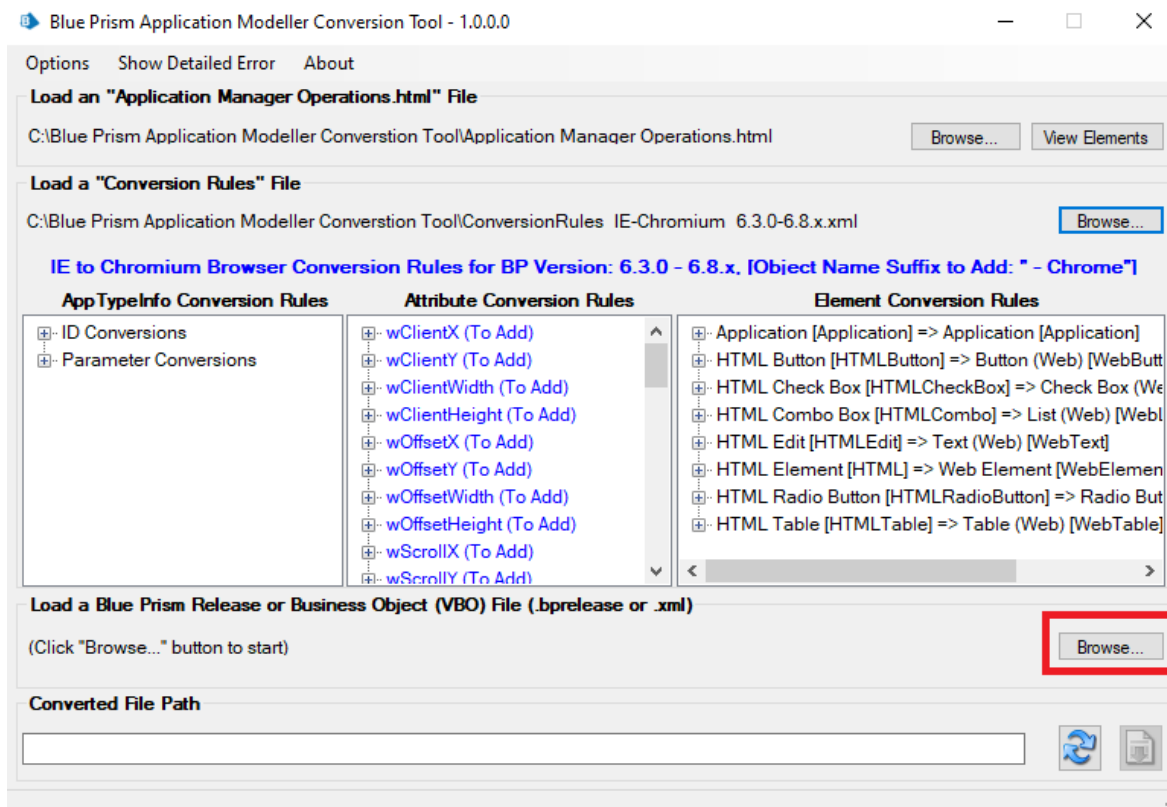 Blue Prism Application Modeller Conversion Tool - 1.0.0.0
Options Show Detailed Error About
Load an "Application Manager Operations.html" File
C:\Blue Prism Application Modeller Converstion Tool\Application Manager Operations.html
Browse... View Elements
Load a "Conversion Rules" File
C:\Blue Prism Application Modeller Converstion Tool\ConversionRules IE-Chromium 6.3.0-6.8.x.xml
Browse...
IE to Chromium Browser Conversion Rules for BP Version: 6.3.0 - 6.8.x, [Object Name Suffix to Add: " - Chrome"]
AppTypeInfo Conversion Rules
ID Conversions
Parameter Conversions
Attribute Conversion Rules
wClientX (To Add)
wClientY (To Add)
wClientWidth (To Add)
wClientHeight (To Add)
wOffsetX (To Add)
wOffsetY (To Add)
wOffsetWidth (To Add)
wOffsetHeight (To Add)
wScrollX (To Add)
wScrollY (To Add)
Element Conversion Rules
Application [Application] => Application [Application]
HTML Button [HTMLButton] => Button (Web) [WebButt
HTML Check Box [HTMLCheckBox] => Check Box (We
HTML Combo Box [HTMLCombo] => List (Web) [WebL
HTML Edit [HTMLEdit] => Text (Web) [WebText]
HTML Element [HTML] => Web Element [WebElemen
HTML Radio Button [HTMLRadioButton] => Radio But
HTML Table [HTMLTable] => Table (Web) [WebTable]
Load a Blue Prism Release or Business Object (VBO) File (.bprelease or .xml)
(Click "Browse..." button to start)
Browse...
Converted File Path